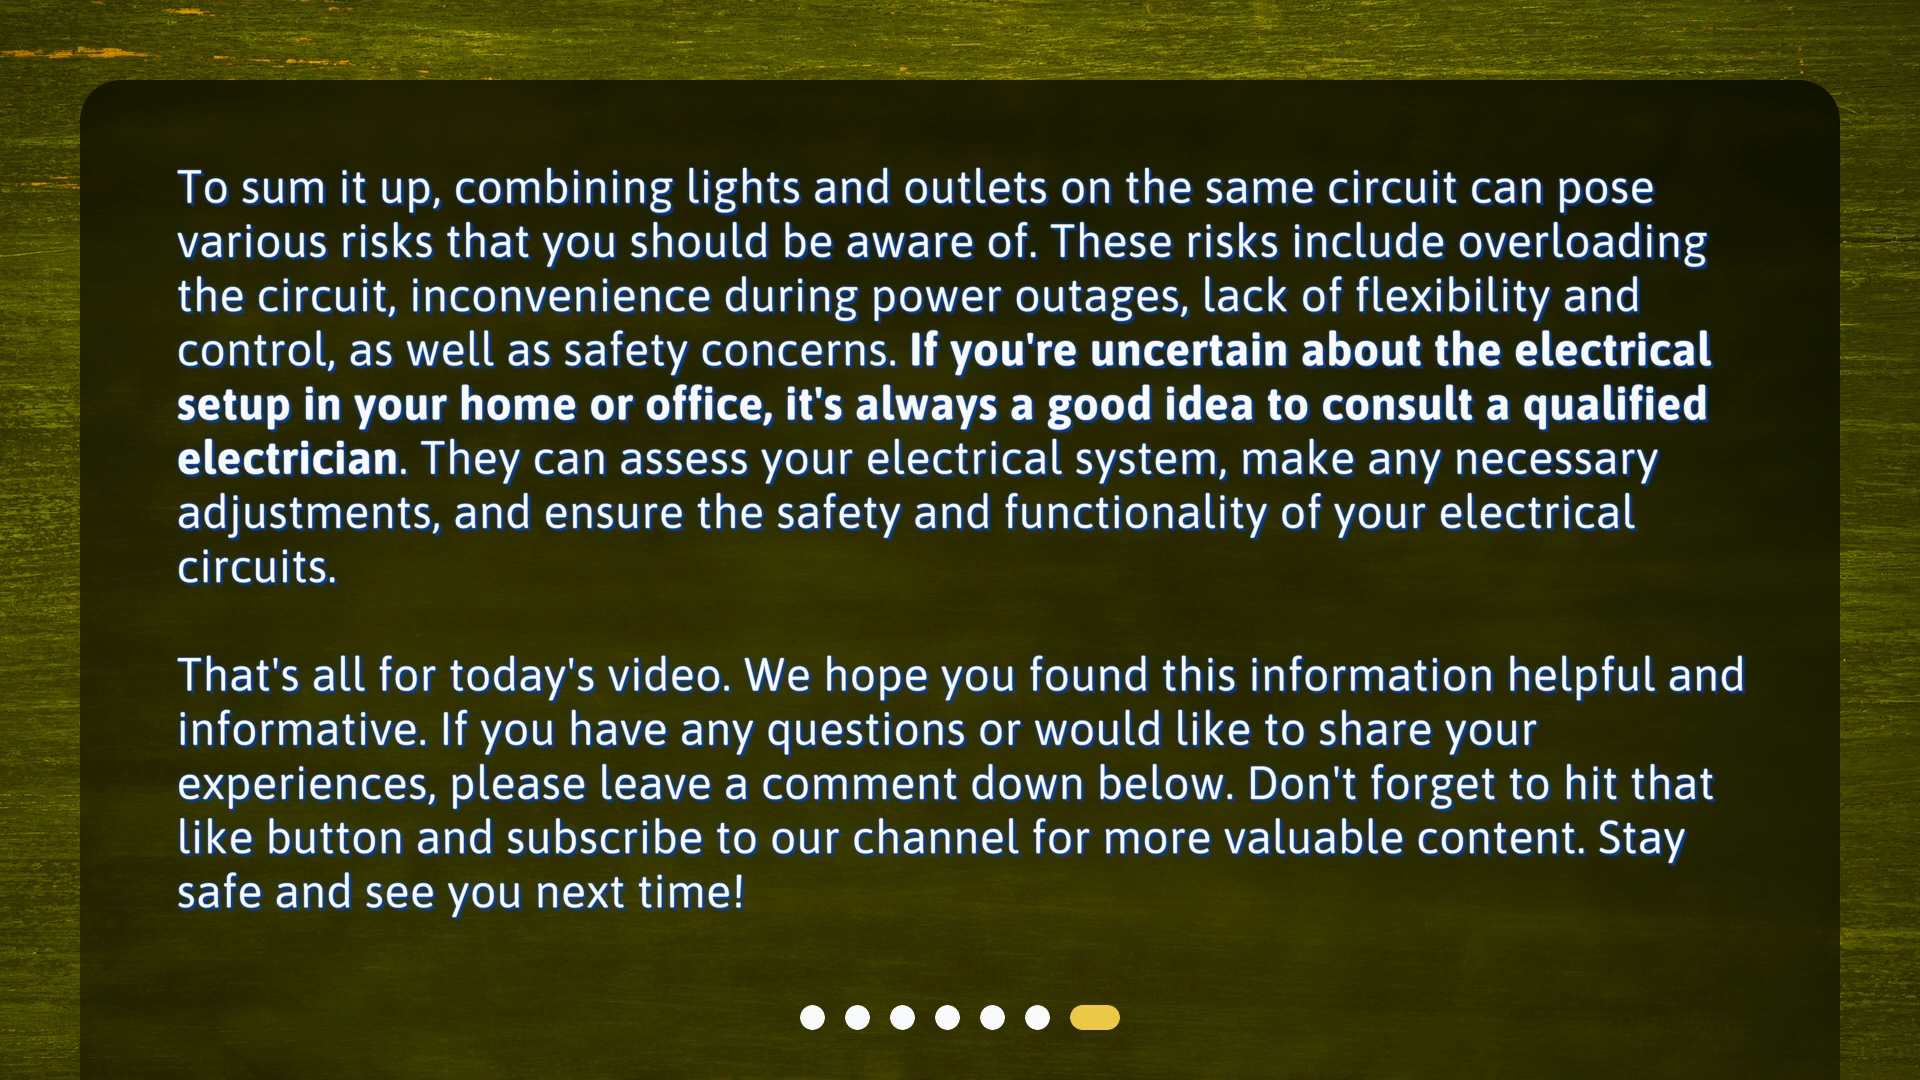 To sum it up, combining lights and outlets on the same circuit can pose
various risks that you should be aware of. These risks include overloading
the circuit, inconvenience during power outages, lack of flexibility and
control, as well as safety concerns. If you're uncertain about the electrical
setup in your home or office, it's always a good idea to consult a qualified
electrician. They can assess your electrical system, make any necessary
adjustments, and ensure the safety and functionality of your electrical
circuits.
That's all for today's video. We hope you found this information helpful and
informative. If you have any questions or would like to share your
experiences, please leave a comment down below. Don't forget to hit that
like button and subscribe to our channel for more valuable content. Stay
safe and see you next time!